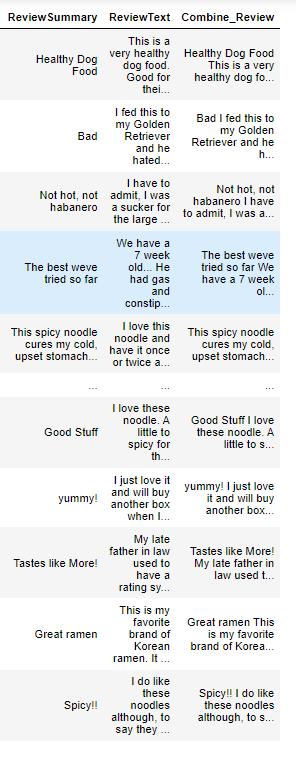 ReviewSummary ReviewText Combine_Review
Healthy Dog
Food
This is a
very healthy
dog food.
Good for
thei...
Healthy Dog Food
This is a very
healthy dog fo...
Bad
I fed this to
my Golden
Retriever
and he
hated...
Bad I fed this to
my Golden
Retriever and he
h...
Not hot, not
habanero
I have to
admit, I was
a sucker for
the large ...
Not hot, not
habanero I have
to admit, I was a...
The best weve
tried so far
We have a
7 week
old... He
had gas
and
constip...
The best weve
tried so far We
have a 7 week
ol...
This spicy noodle
cures my cold,
upset stomach...
I love this
noodle and
have it once
or twice a...
This spicy noodle
cures my cold,
upset stomach...
... ... ...
Good Stuff
I love these
noodle. A
little to
spicy for
th...
Good Stuff I love
these noodle. A
little to s...
yummy!
I just love it
and will buy
another box
when I...
yummy! I just love
it and will buy
another box...
Tastes like More!
My late
father in law
used to
have a
rating sy...
Tastes like More!
My late father in
law used t...
Great ramen
This is my
favorite
brand of
Korean
ramen. It ...
Great ramen This
is my favorite
brand of Korea...
Spicy!!
I do like
these
noodles
although, to
say they ...
Spicy!! I do like
these noodles
although, to s...